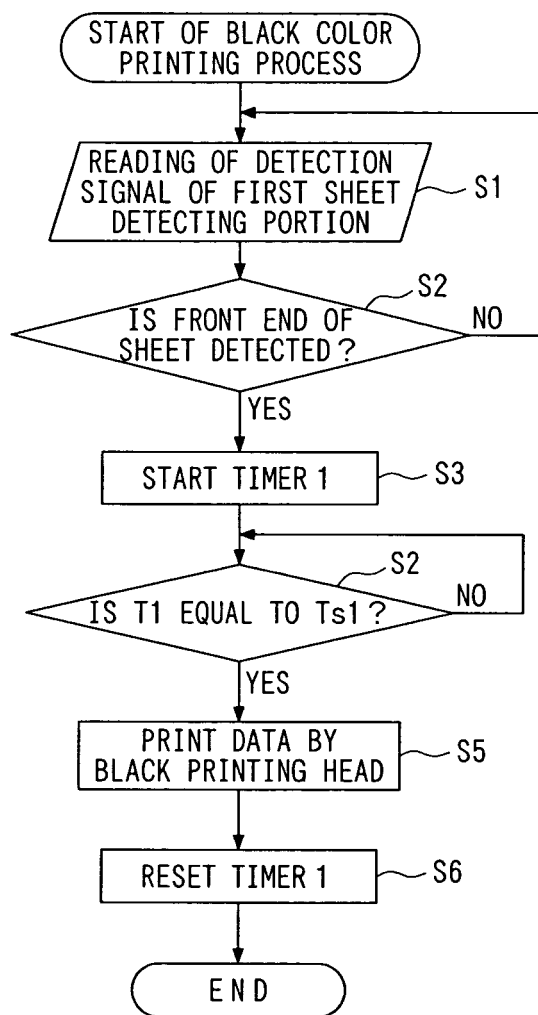 START OF BLACK COLOR
PRINTING PROCESS
READING OF DETECTION
SIGNAL OF FIRST SHEET
DETECTING PORTION
S1
S2
IS FRONT END OF
SHEET DETECTED?
NO
YES
START TIMER 1
S3
S2
IS T1 EQUAL TO Ts1?
NO
YES
PRINT DATA BY
BLACK PRINTING HEAD
S5
RESET TIMER 1
S6
END